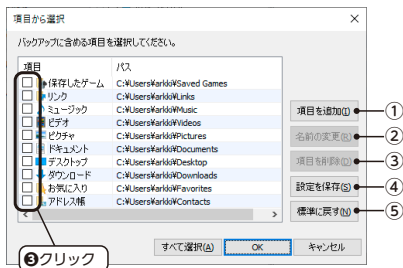 項目から選択
バックアップに含める項目を選択してください。
項目 パス
保存したゲーム C:¥Users¥arkki¥Saved Games
リンク C:¥Users¥arkki¥Links
ミュージック C:¥Users¥arkki¥Music
ビデオ C:¥Users¥arkki¥Videos
ピクチャ C:¥Users¥arkki¥Pictures
ドキュメント C:¥Users¥arkki¥Documents
デスクトップ C:¥Users¥arkki¥Desktop
ダウンロード C:¥Users¥arkki¥Downloads
お気に入り C:¥Users¥arkki¥Favorites
アドレス帳 C:¥Users¥arkki¥Contacts
項目を追加(I) ①
名前の変更(R) ②
項目を削除(D) ③
設定を保存(S) ④
標準に戻す(N) ⑤
すべて選択(A) OK キャンセル
❸クリック